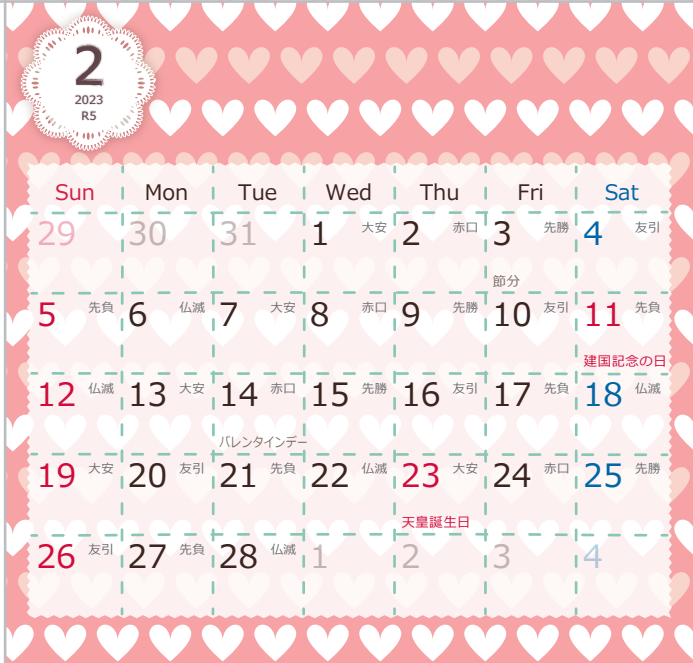 2
2023
R5
Sun Mon Tue Wed Thu Fri Sat
29 30 31 1 大安 2 赤口 3 先勝 4 友引
節分
5 先負 6 仏滅 7 大安 8 赤口 9 先勝 10 友引 11 先負
建国記念の日
12 仏滅 13 大安 14 赤口 15 先勝 16 友引 17 先負 18 仏滅
バレンタインデー
19 大安 20 友引 21 先負 22 仏滅 23 大安 24 赤口 25 先勝
天皇誕生日
26 友引 27 先負 28 仏滅 1 2 3 4